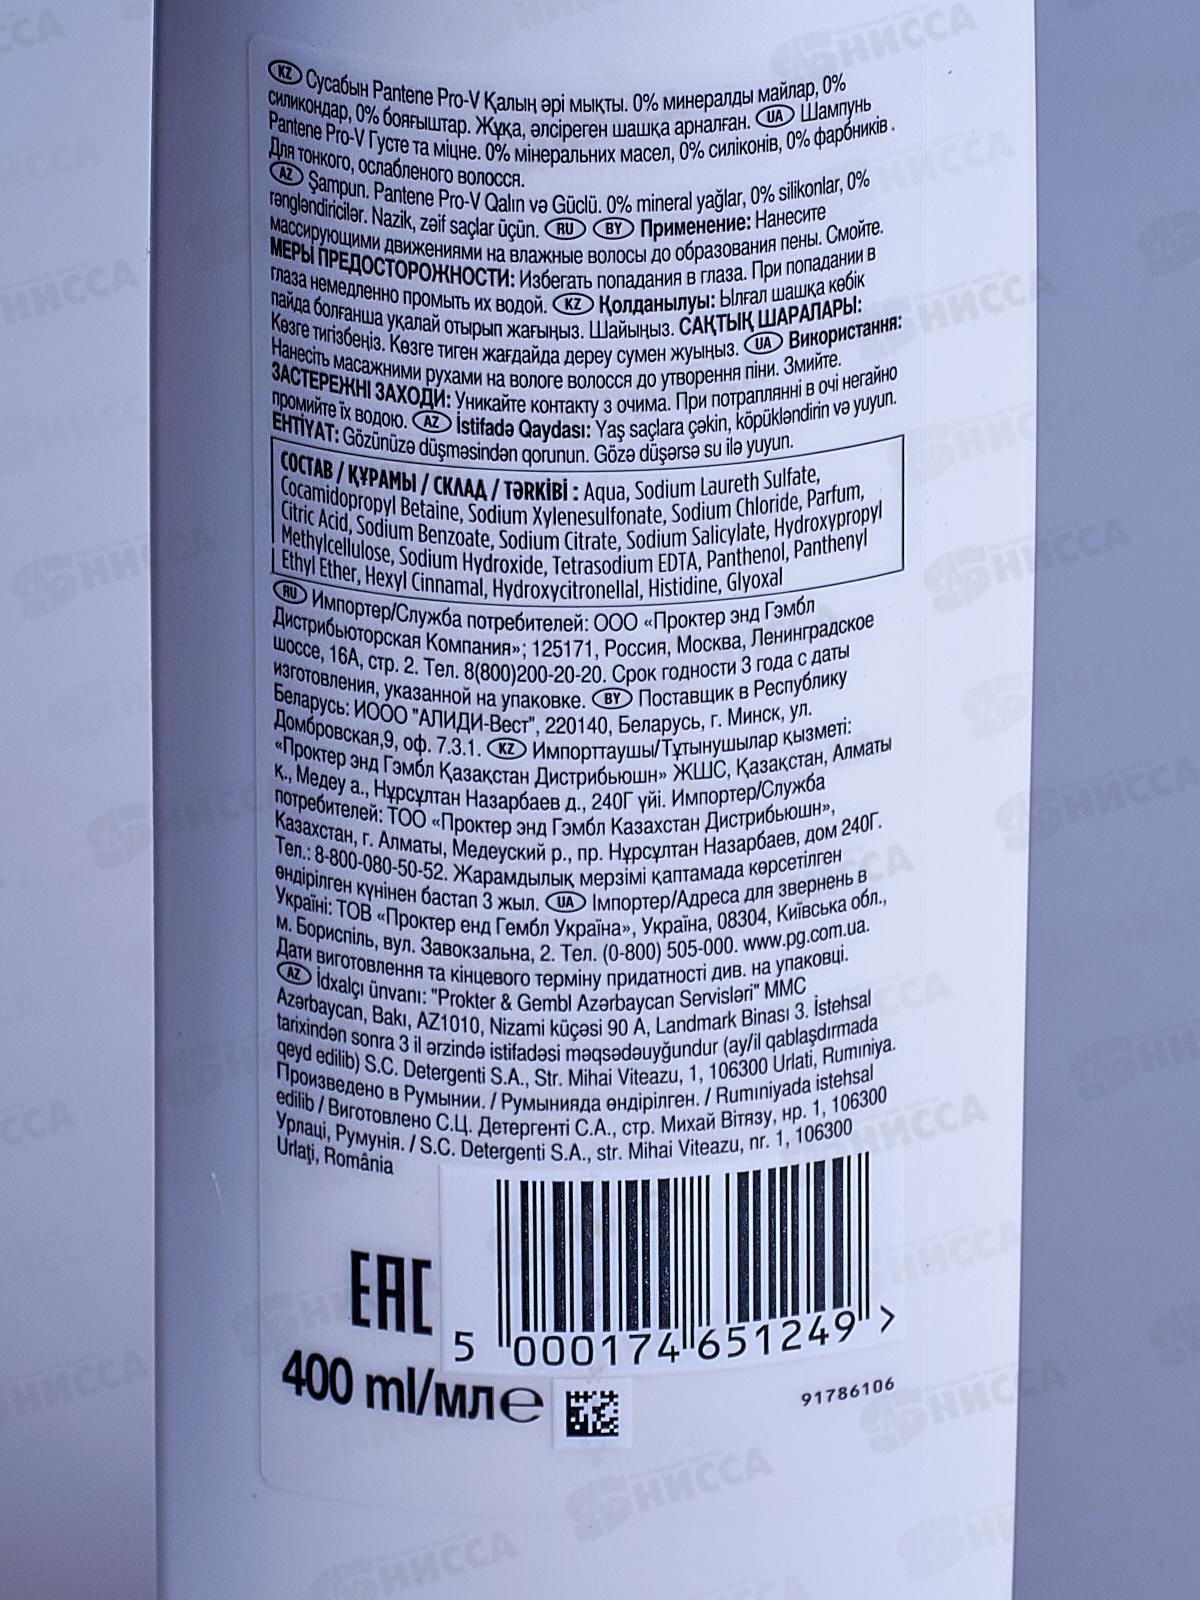 KZ Сусабын Pantene Pro-V Қалың әрі мықты. 0% минералды майлар, 0%
силикондар, 0% бояғыштар. Жұқа, әлсіреген шашқа арналған. UA Шампунь
Pantene Pro-V Густе та міцне. 0% мінеральних масел, 0% силіконів, 0% фарбників.
Для тонкого, ослабленого волосся.
AZ Şampun. Pantene Pro-V Qalın və Güclü. 0% mineral yağlar, 0% silikonlar, 0%
rəngləndiricilər. Nazik, zəif saçlar üçün. RU BY Применение: Нанесите
массирующими движениями на влажные волосы до образования пены. Смойте.
МЕРЫ ПРЕДОСТОРОЖНОСТИ: Избегать попадания в глаза. При попадании в
глаза немедленно промыть их водой. KZ Қолданылуы: Ылғал шашқа көбік
пайда болғанша уқалай отырып жағыңыз. Шайыңыз. САҚТЫҚ ШАРАЛАРЫ:
Көзге тигізбеңіз. Көзге тиген жағдайда дереу сумен жуыңыз. UA Використання:
Нанесіть масажними рухами на вологе волосся до утворення піни. Змийте.
ЗАСТЕРЕЖНІ ЗАХОДИ: Уникайте контакту з очима. При потраплянні в очі негайно
промийте їх водою. AZ İstifadə Qaydası: Yaş saçlara çəkin, köpükləndirin və yuyun.
EHTİYAT: Gözünüzə düşməsindən qorunun. Gözə düşərsə su ilə yuyun.
СОСТАВ / ҚҰРАМЫ / СКЛАД / TƏRKİBİ : Aqua, Sodium Laureth Sulfate,
Cocamidopropyl Betaine, Sodium Xylenesulfonate, Sodium Chloride, Parfum,
Citric Acid, Sodium Benzoate, Sodium Citrate, Sodium Salicylate, Hydroxypropyl
Methylcellulose, Sodium Hydroxide, Tetrasodium EDTA, Panthenol, Panthenyl
Ethyl Ether, Hexyl Cinnamal, Hydroxycitronellal, Histidine, Glyoxal
RU Импортер/Служба потребителей: ООО «Проктер энд Гэмбл
Дистрибьюторская Компания»; 125171, Россия, Москва, Ленинградское
шоссе, 16А, стр. 2. Тел. 8(800)200-20-20. Срок годности 3 года с даты
изготовления, указанной на упаковке. BY Поставщик в Республику
Беларусь: ИООО "АЛИДИ-Вест", 220140, Беларусь, г. Минск, ул.
Домбровская,9, оф. 7.3.1. KZ Импорттаушы/Тұтынушылар қызметі:
«Проктер энд Гэмбл Қазақстан Дистрибьюшн» ЖШС, Қазақстан, Алматы
қ., Медеу а., Нұрсұлтан Назарбаев д., 240Г үйі. Импортер/Служба
потребителей: ТОО «Проктер энд Гэмбл Казахстан Дистрибьюшн»,
Казахстан, г. Алматы, Медеуский р., пр. Нұрсұлтан Назарбаев, дом 240Г.
Тел.: 8-800-080-50-52. Жарамдылық мерзімі қаптамада көрсетілген
өндірілген күнінен бастап 3 жыл. UA Імпортер/Адреса для звернень в
Україні: ТОВ «Проктер енд Гембл Україна», Україна, 08304, Київська обл.,
м. Бориспіль, вул. Завокзальна, 2. Тел. (0-800) 505-000. www.pg.com.ua.
Дати виготовлення та кінцевого терміну придатності див. на упаковці.
AZ İdxalçı ünvanı: "Prokter & Gembl Azərbaycan Servisləri" MMC
Azərbaycan, Bakı, AZ1010, Nizami küçəsi 90 A, Landmark Binası 3. İstehsal
tarixindən sonra 3 il ərzində istifadəsi məqsədəuyğundur (ay/il qablaşdırmada
qeyd edilib) S.C. Detergenti S.A., Str. Mihai Viteazu, 1, 106300 Urlati, Rumıniya.
Произведено в Румынии. / Румынияда өндірілген. / Rumıniyada istehsal
edilib / Виготовлено С.Ц. Детергенті С.А., стр. Михай Вітязу, нр. 1, 106300
Урлаці, Румунія. / S.C. Detergenti S.A., str. Mihai Viteazu, nr. 1, 106300
Urlaţi, România
EAC
5 000174 651249 >
400 ml/мл e
91786106
НИССА